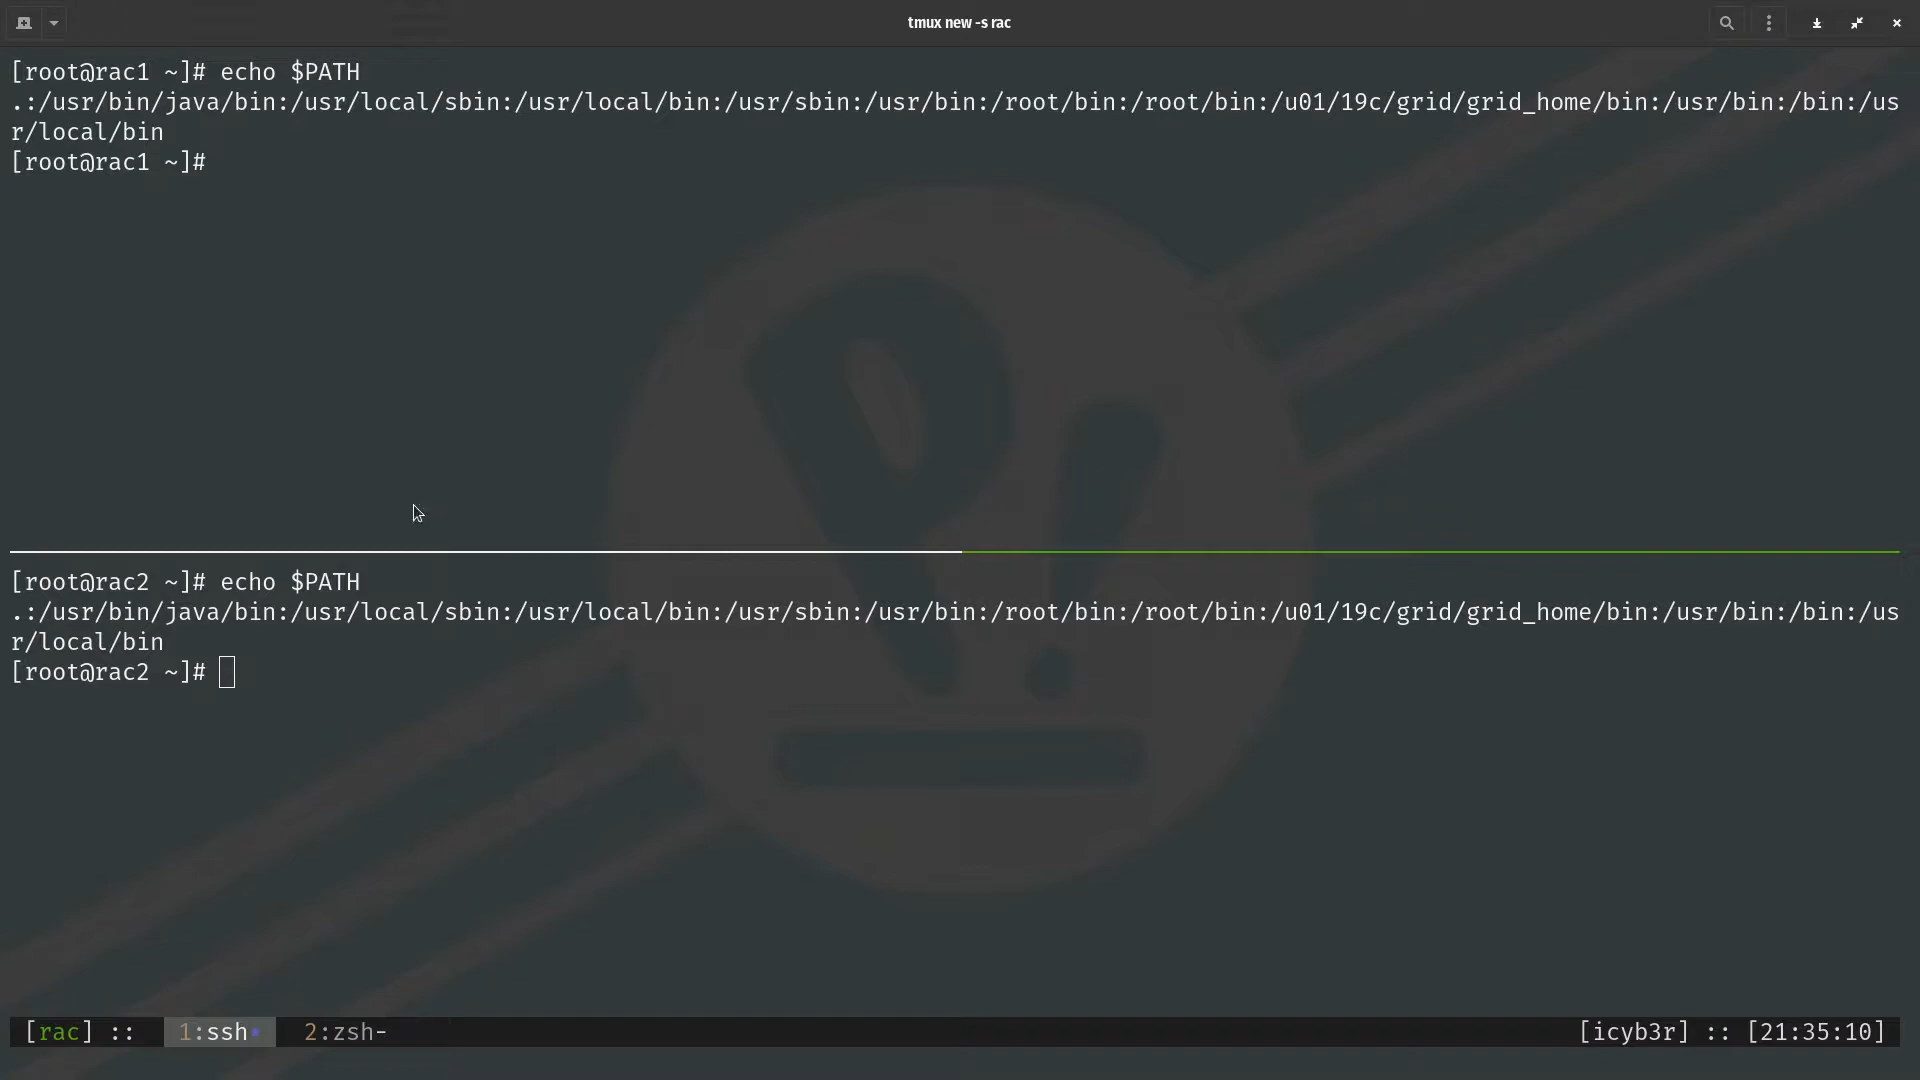 tmux new -s rac
[root@rac1 ~]# echo $PATH
.:/usr/bin/java/bin:/usr/local/sbin:/usr/local/bin:/usr/sbin:/usr/bin:/root/bin:/root/bin:/u01/19c/grid/grid_home/bin:/usr/bin:/bin:/us
r/local/bin
[root@rac1 ~]#
[root@rac2 ~]# echo $PATH
.:/usr/bin/java/bin:/usr/local/sbin:/usr/local/bin:/usr/sbin:/usr/bin:/root/bin:/root/bin:/u01/19c/grid/grid_home/bin:/usr/bin:/bin:/us
r/local/bin
[root@rac2 ~]#
[rac] :: 1:ssh* 2:zsh- [icyb3r] :: [21:35:10]